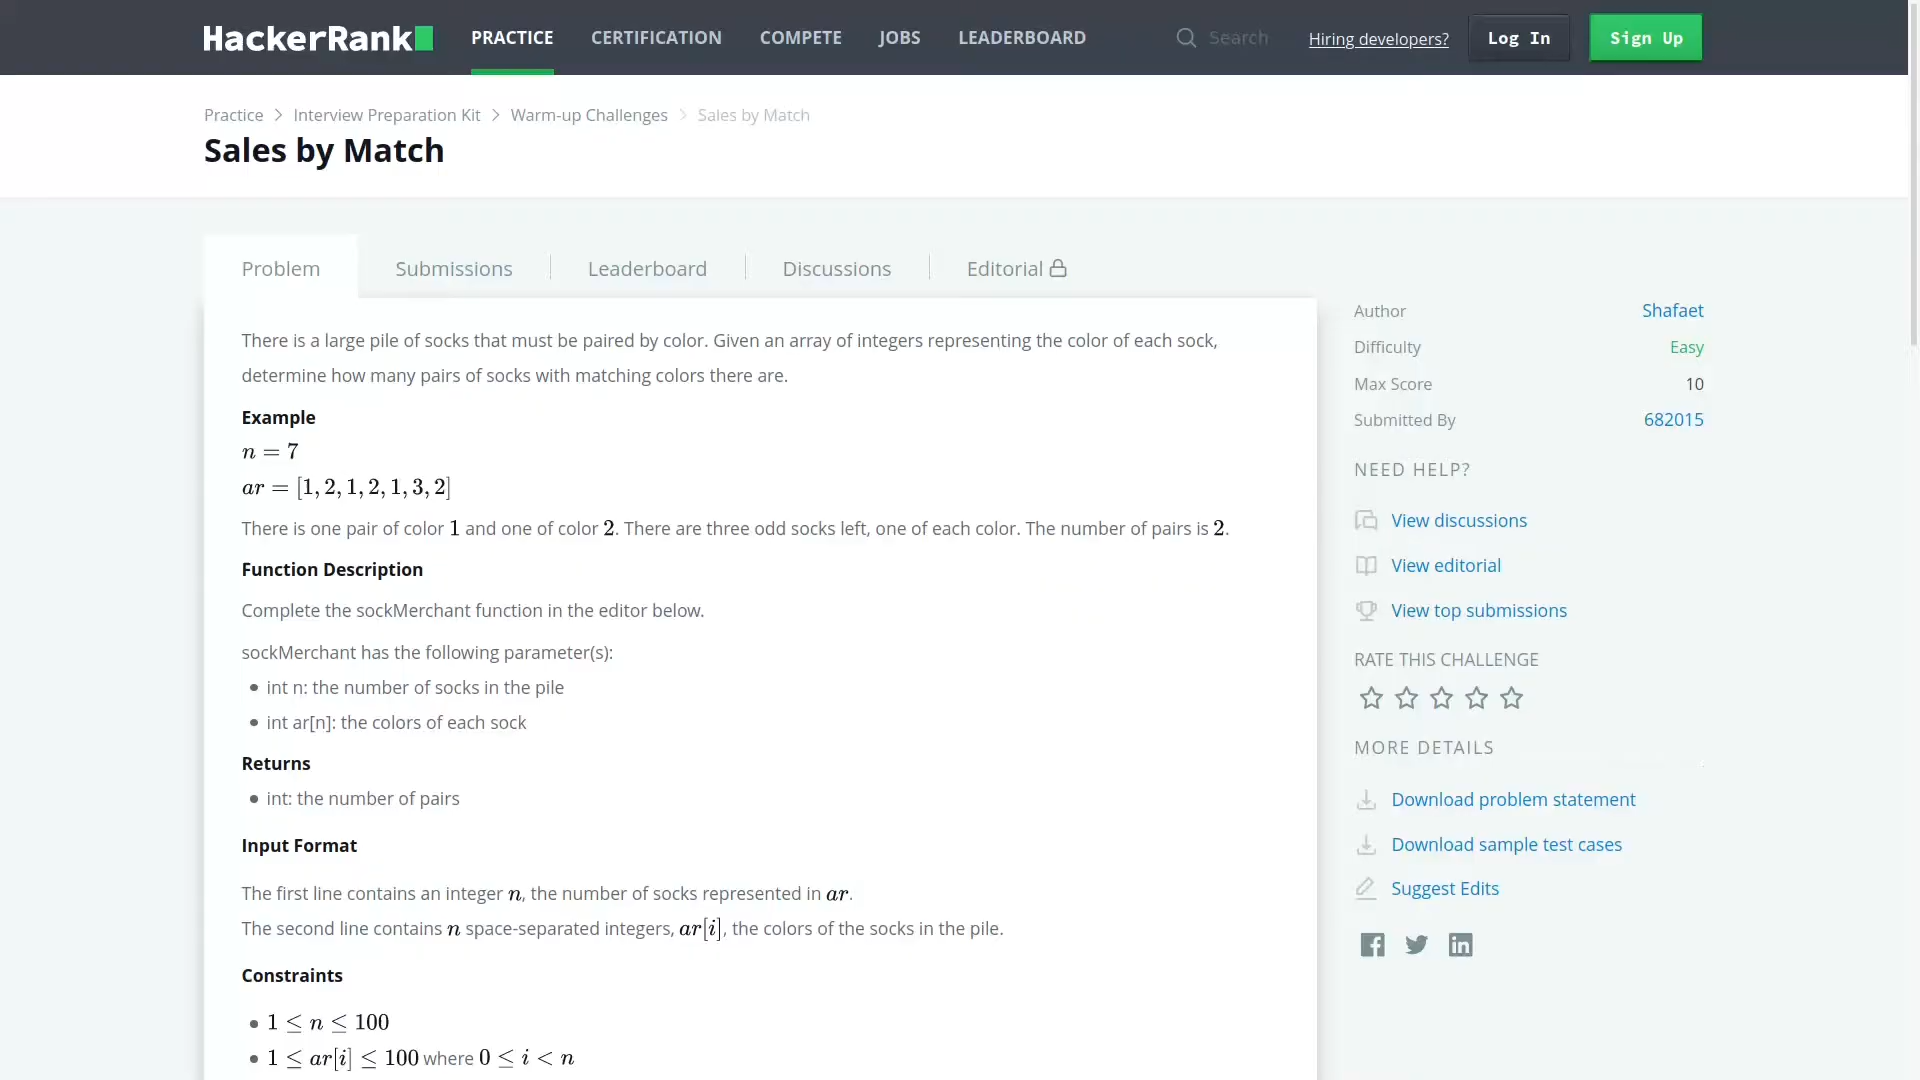 HackerRank PRACTICE CERTIFICATION COMPETE JOBS LEADERBOARD Search Hiring developers? Log In Sign Up
Practice > Interview Preparation Kit > Warm-up Challenges > Sales by Match
Sales by Match
Problem Submissions Leaderboard Discussions Editorial
There is a large pile of socks that must be paired by color. Given an array of integers representing the color of each sock,
determine how many pairs of socks with matching colors there are.
Example
n = 7
ar = [1, 2, 1, 2, 1, 3, 2]
There is one pair of color 1 and one of color 2. There are three odd socks left, one of each color. The number of pairs is 2.
Function Description
Complete the sockMerchant function in the editor below.
sockMerchant has the following parameter(s):
• int n: the number of socks in the pile
• int ar[n]: the colors of each sock
Returns
• int: the number of pairs
Input Format
The first line contains an integer n, the number of socks represented in ar.
The second line contains n space-separated integers, ar[i], the colors of the socks in the pile.
Constraints
• 1 ≤ n ≤ 100
• 1 ≤ ar[i] ≤ 100 where 0 ≤ i < n
Author Shafaet
Difficulty Easy
Max Score 10
Submitted By 682015
NEED HELP?
View discussions
View editorial
View top submissions
RATE THIS CHALLENGE
MORE DETAILS
Download problem statement
Download sample test cases
Suggest Edits